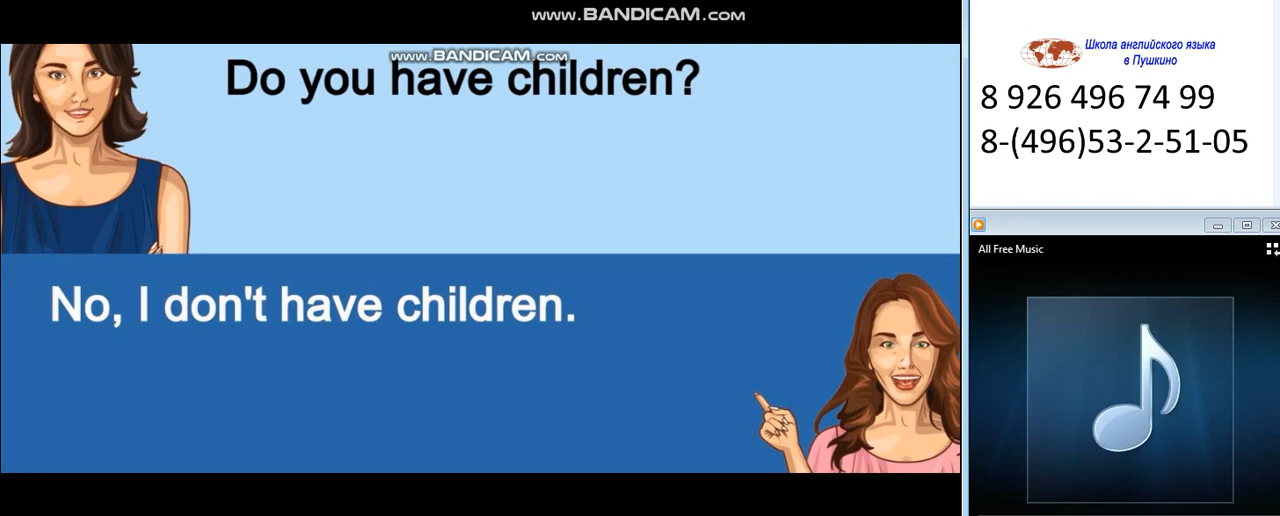 www.BANDICAM.com
www.BANDICAM.com
Do you have children?
No, I don't have children.
Школа английского языка
в Пушкино
8 926 496 74 99
8-(496)53-2-51-05
All Free Music